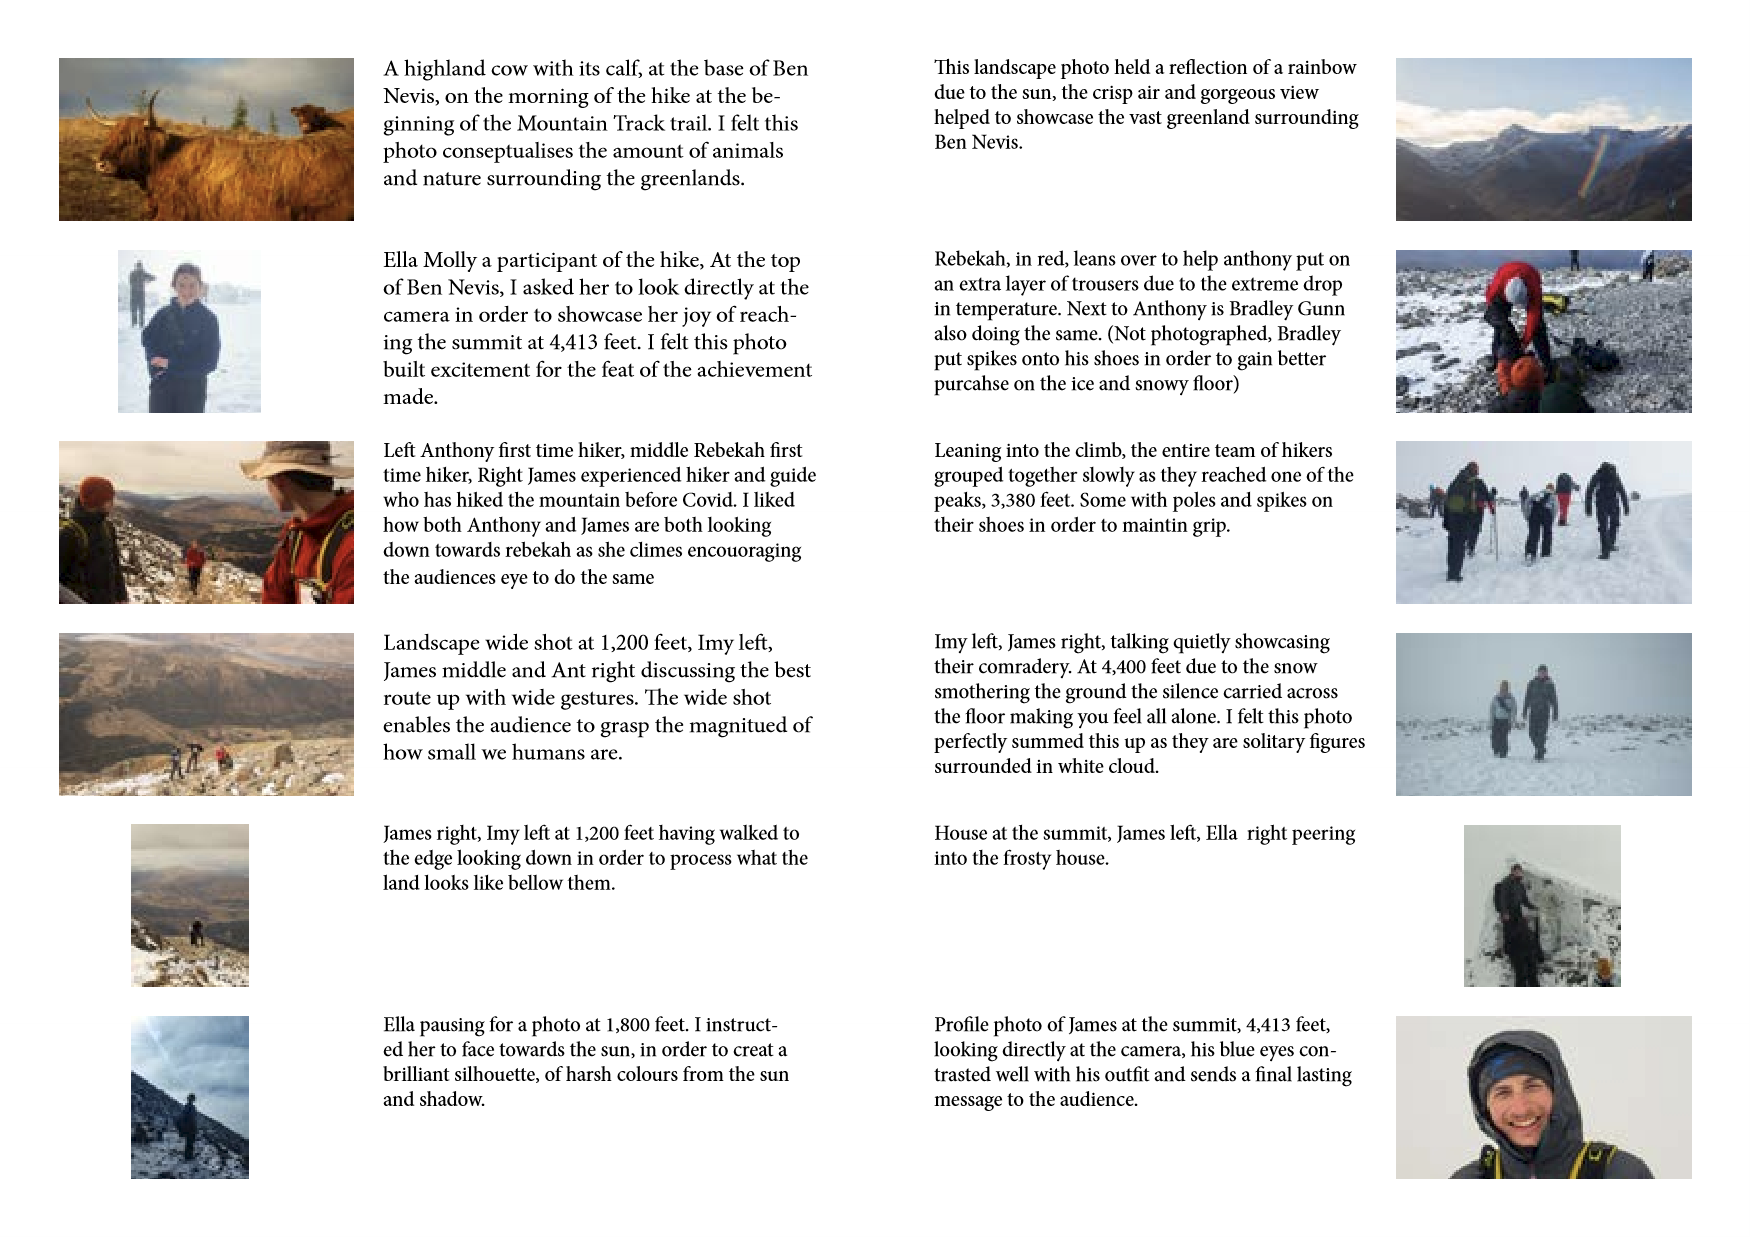 A highland cow with its calf, at the base of Ben
Nevis, on the morning of the hike at the be-
ginning of the Mountain Track trail. I felt this
photo conseptualises the amount of animals
and nature surrounding the greenlands.
Ella Molly a participant of the hike, At the top
of Ben Nevis, I asked her to look directly at the
camera in order to showcase her joy of reach-
ing the summit at 4,413 feet. I felt this photo
built excitement for the feat of the achievement
made.
Left Anthony first time hiker, middle Rebekah first
time hiker, Right James experienced hiker and guide
who has hiked the mountain before Covid. I liked
how both Anthony and James are both looking
down towards rebekah as she climes encouoraging
the audiences eye to do the same
Landscape wide shot at 1,200 feet, Imy left,
James middle and Ant right discussing the best
route up with wide gestures. The wide shot
enables the audience to grasp the magnitued of
how small we humans are.
James right, Imy left at 1,200 feet having walked to
the edge looking down in order to process what the
land looks like bellow them.
Ella pausing for a photo at 1,800 feet. I instruct-
ed her to face towards the sun, in order to creat a
brilliant silhouette, of harsh colours from the sun
and shadow.
This landscape photo held a reflection of a rainbow
due to the sun, the crisp air and gorgeous view
helped to showcase the vast greenland surrounding
Ben Nevis.
Rebekah, in red, leans over to help anthony put on
an extra layer of trousers due to the extreme drop
in temperature. Next to Anthony is Bradley Gunn
also doing the same. (Not photographed, Bradley
put spikes onto his shoes in order to gain better
purcahse on the ice and snowy floor)
Leaning into the climb, the entire team of hikers
grouped together slowly as they reached one of the
peaks, 3,380 feet. Some with poles and spikes on
their shoes in order to maintin grip.
Imy left, James right, talking quietly showcasing
their comradery. At 4,400 feet due to the snow
smothering the ground the silence carried across
the floor making you feel all alone. I felt this photo
perfectly summed this up as they are solitary figures
surrounded in white cloud.
House at the summit, James left, Ella  right peering
into the frosty house.
Profile photo of James at the summit, 4,413 feet,
looking directly at the camera, his blue eyes con-
trasted well with his outfit and sends a final lasting
message to the audience.